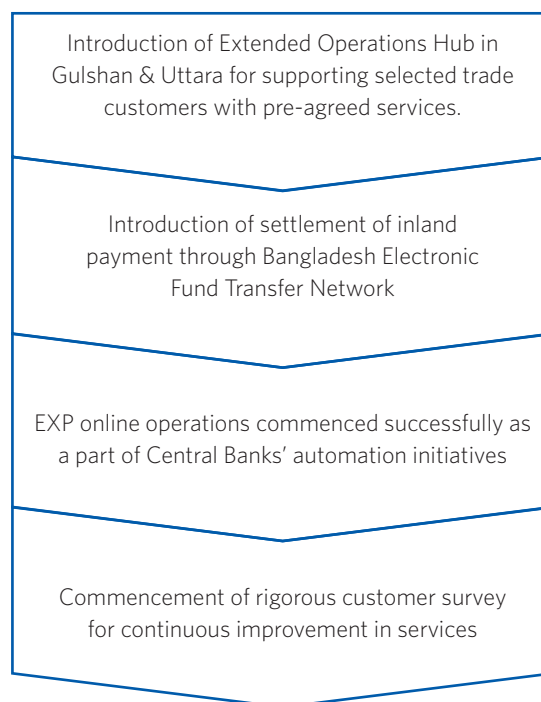 Introduction of Extended Operations Hub in
Gulshan & Uttara for supporting selected trade
customers with pre-agreed services.
Introduction of settlement of inland
payment through Bangladesh Electronic
Fund Transfer Network
EXP online operations commenced successfully as
a part of Central Banks’ automation initiatives
Commencement of rigorous customer survey
for continuous improvement in services